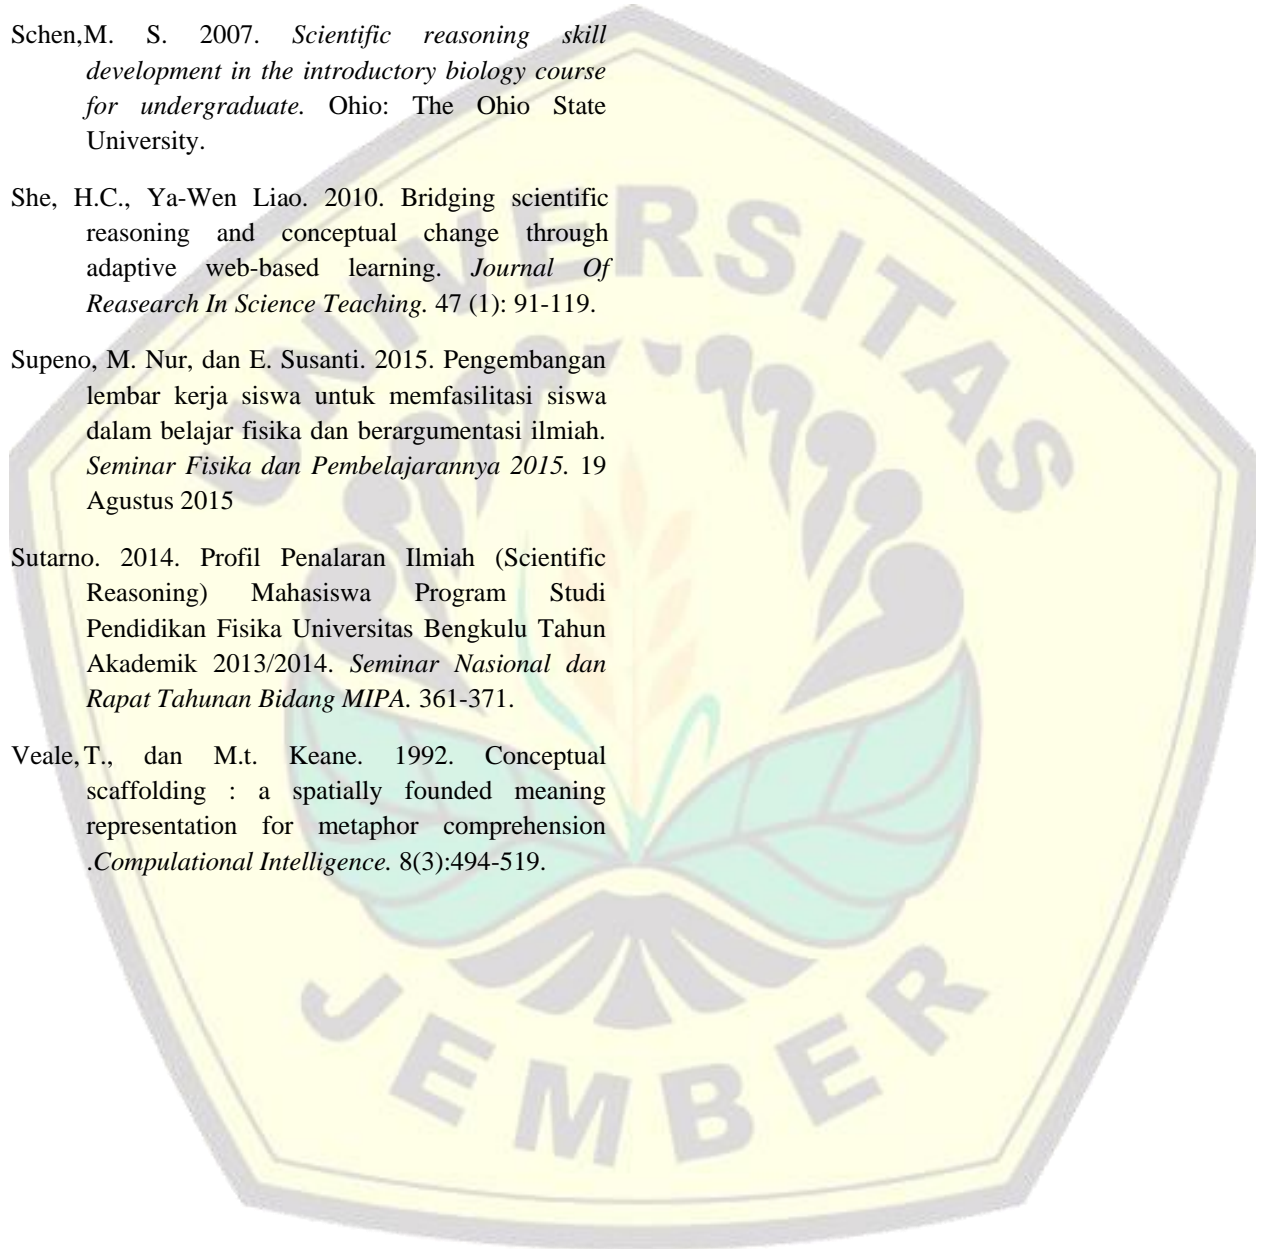 Schen,M. S. 2007. Scientific reasoning skill
development in the introductory biology course
for undergraduate. Ohio: The Ohio State
University.
She, H.C., Ya-Wen Liao. 2010. Bridging scientific
reasoning and conceptual change through
adaptive web-based learning. Journal Of
Reasearch In Science Teaching. 47 (1): 91-119.
Supeno, M. Nur, dan E. Susanti. 2015. Pengembangan
lembar kerja siswa untuk memfasilitasi siswa
dalam belajar fisika dan berargumentasi ilmiah.
Seminar Fisika dan Pembelajarannya 2015. 19
Agustus 2015
Sutarno. 2014. Profil Penalaran Ilmiah (Scientific
Reasoning) Mahasiswa Program Studi
Pendidikan Fisika Universitas Bengkulu Tahun
Akademik 2013/2014. Seminar Nasional dan
Rapat Tahunan Bidang MIPA. 361-371.
Veale,T., dan M.t. Keane. 1992. Conceptual
scaffolding : a spatially founded meaning
representation for metaphor comprehension
.Compulational Intelligence. 8(3):494-519.
UNIVERSITAS
JEMBER